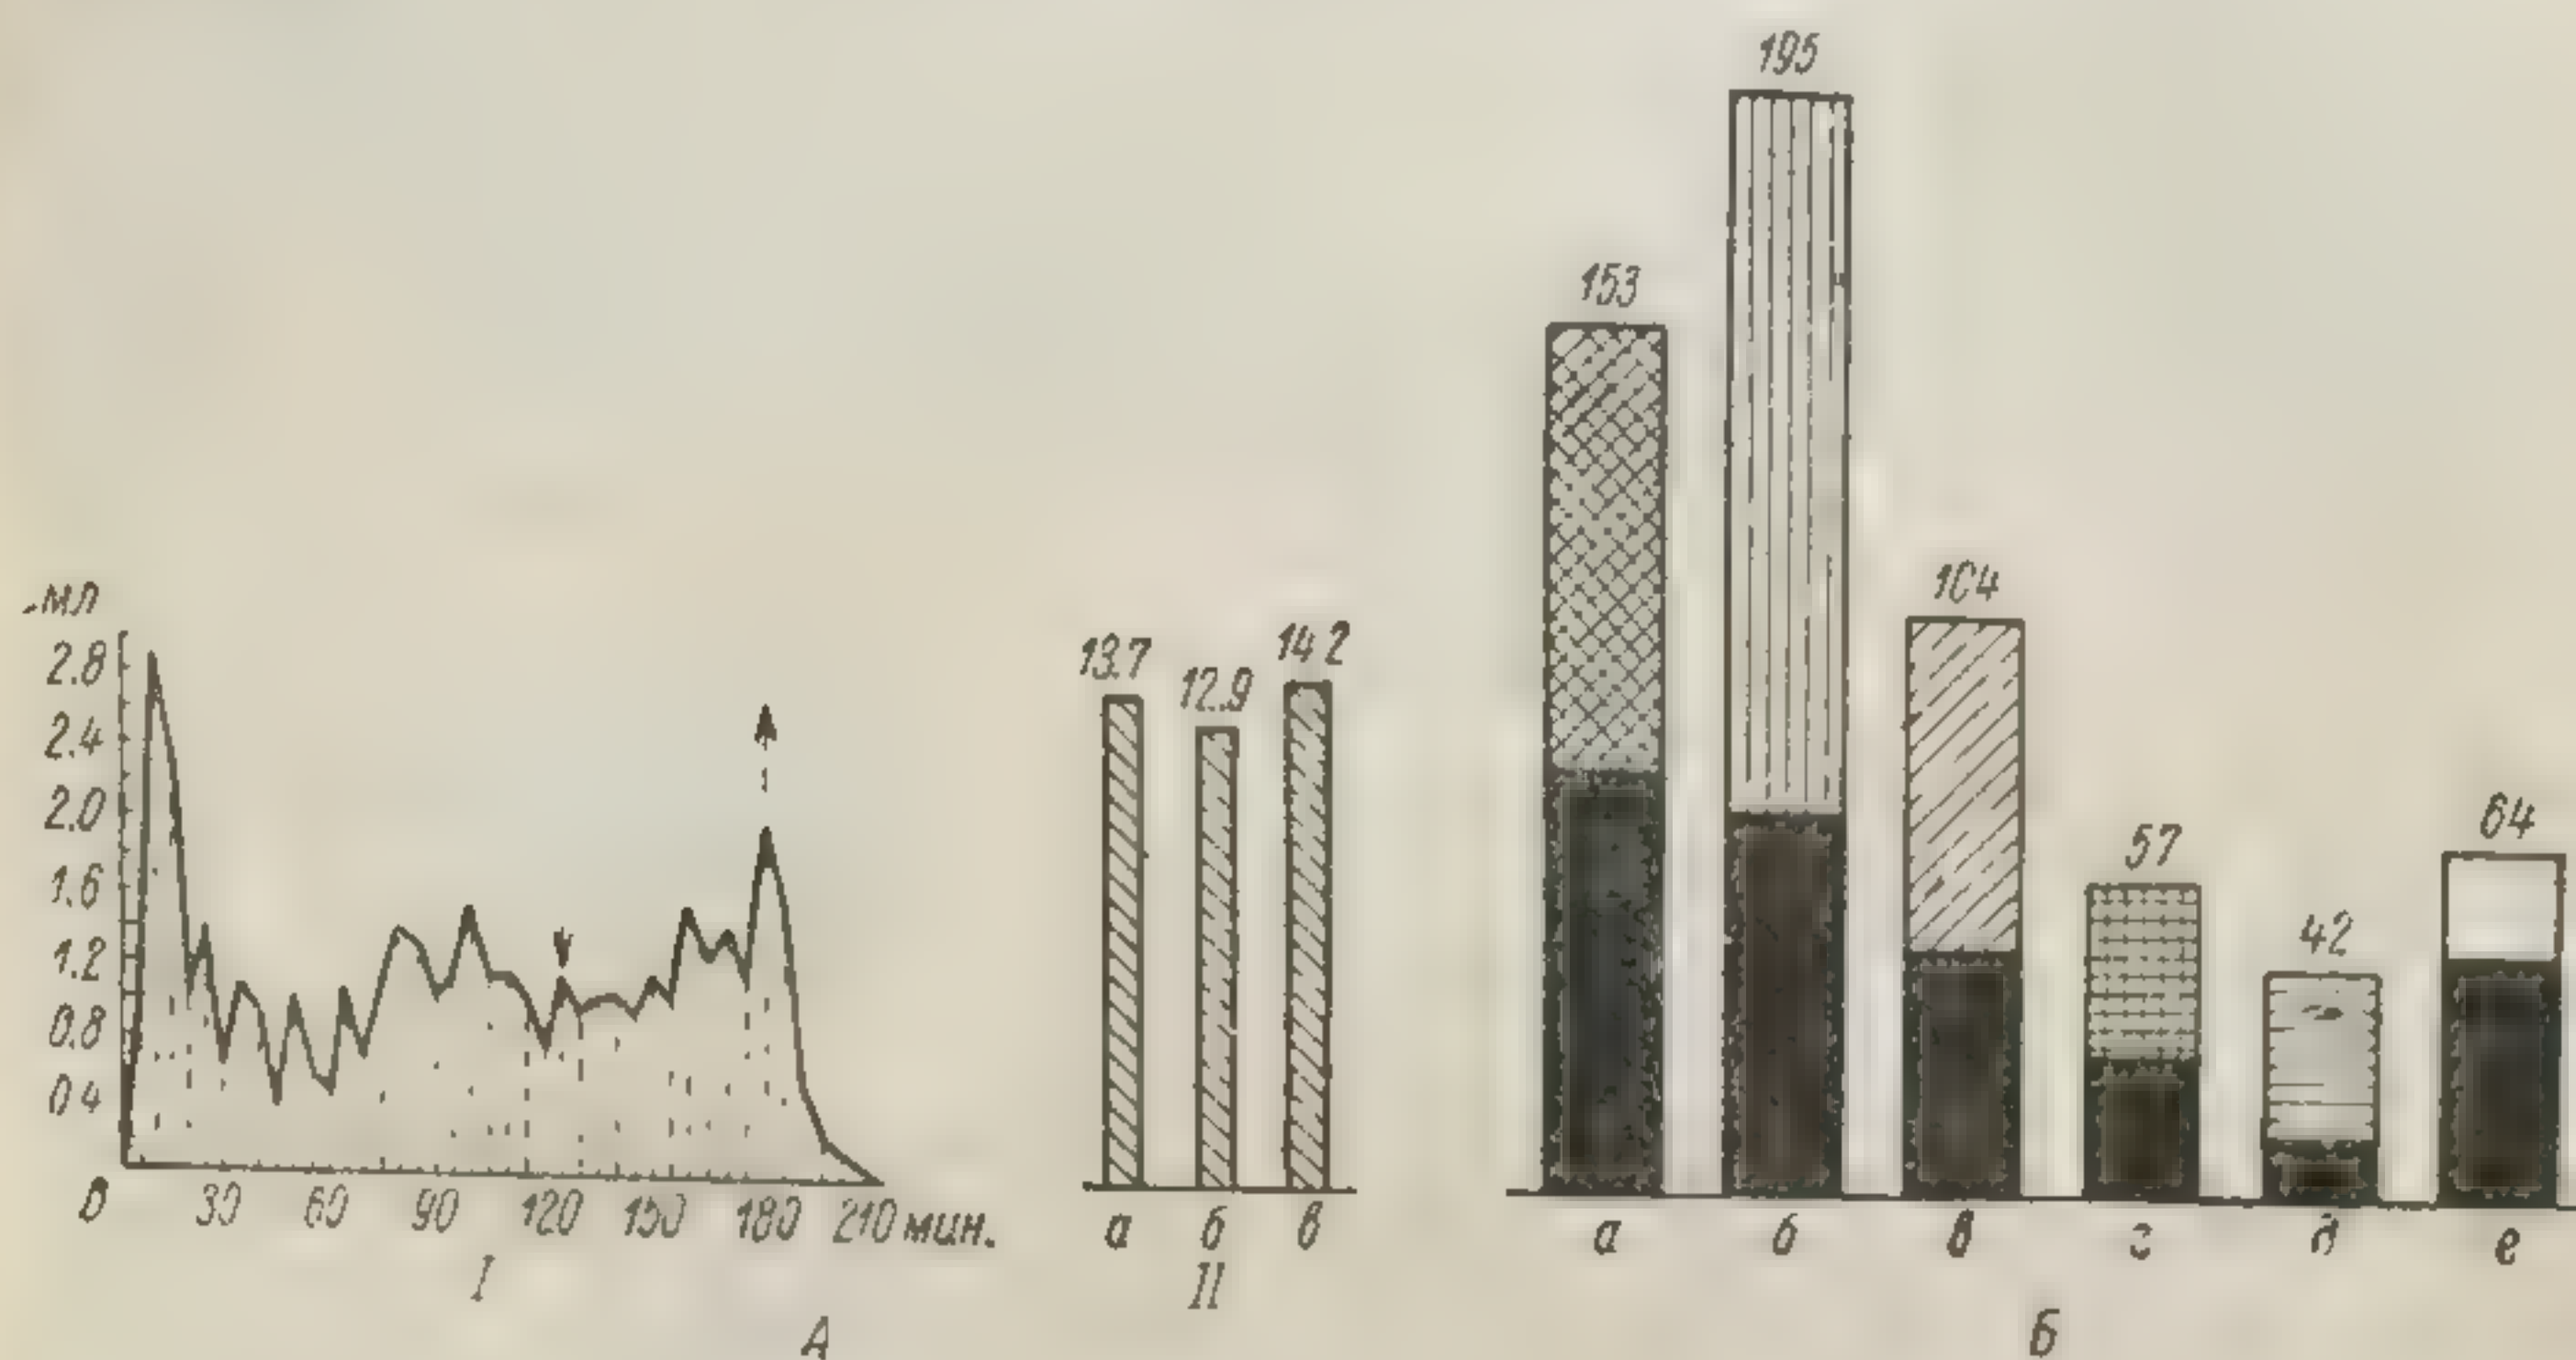 мл
2.8
2.4
2.0
1.6
1.2
0.8
0 4
0 30 60 90 120 150 180 210 мин.
I
13.7 12.9 14 2
а б в
II
А
153 195 104 57 42 64
а б в г д е
Б